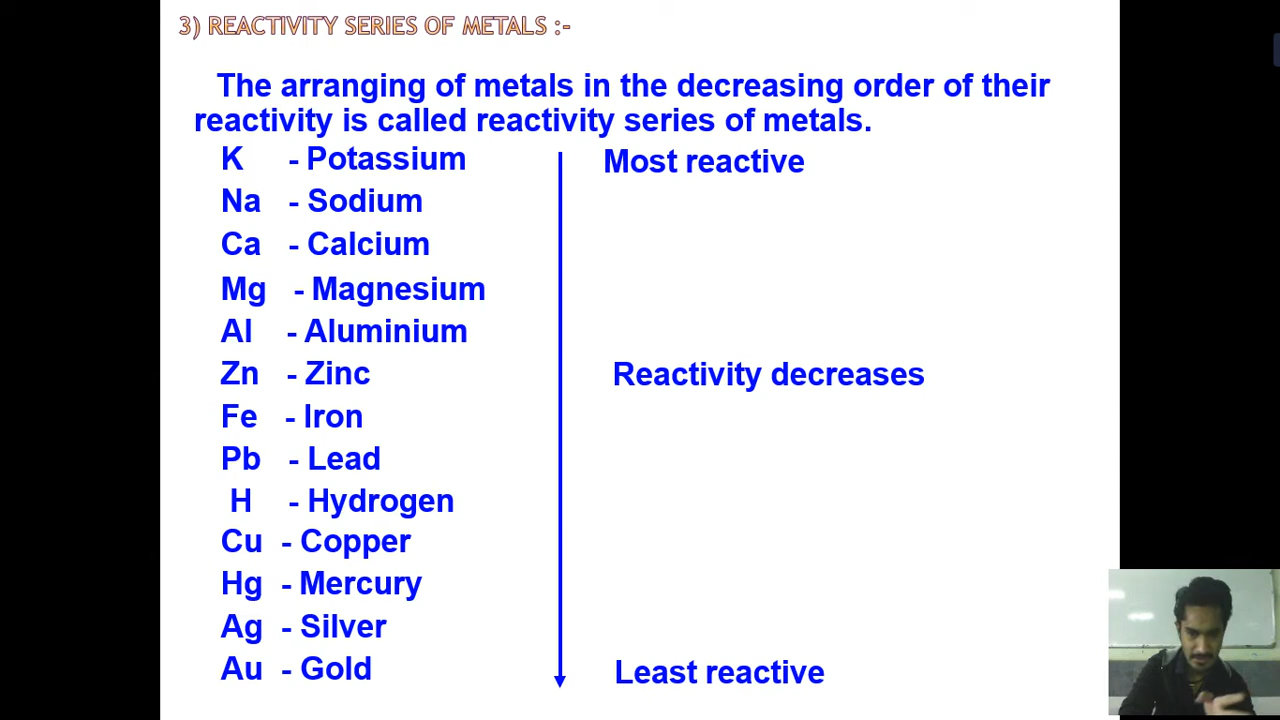 3) REACTIVITY SERIES OF METALS :-
The arranging of metals in the decreasing order of their
reactivity is called reactivity series of metals.
K - Potassium Most reactive
Na - Sodium
Ca - Calcium
Mg - Magnesium
Al - Aluminium
Zn - Zinc Reactivity decreases
Fe - Iron
Pb - Lead
H - Hydrogen
Cu - Copper
Hg - Mercury
Ag - Silver
Au - Gold Least reactive